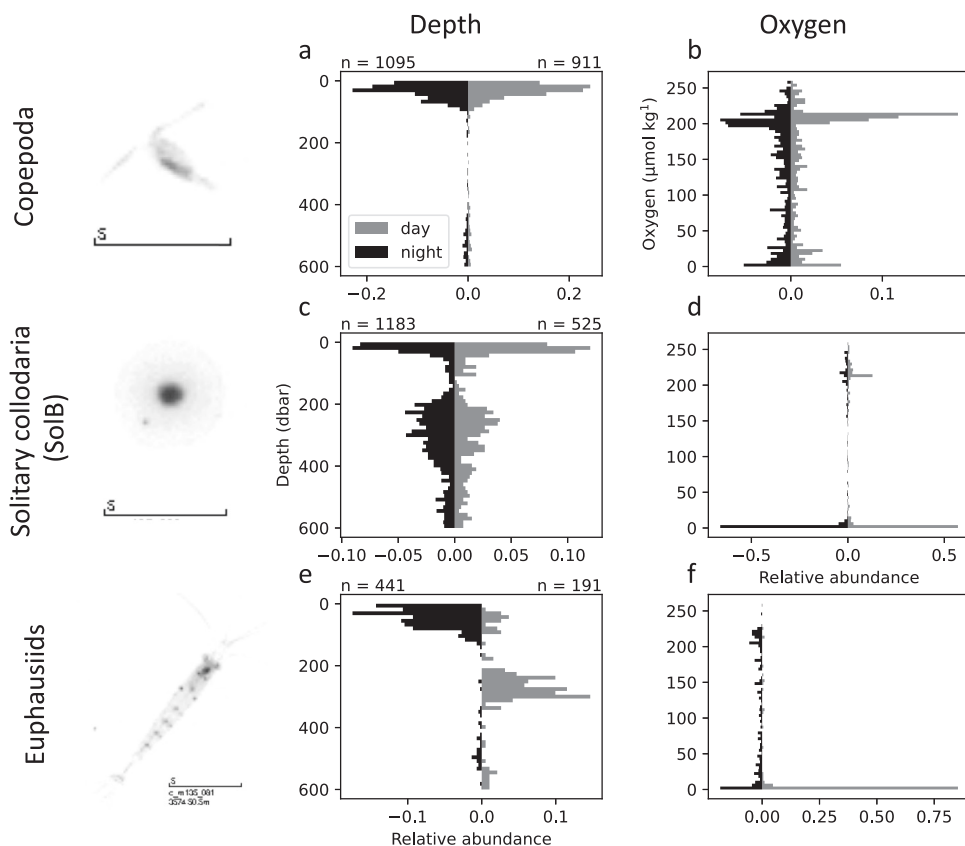 Depth
Oxygen
a
n = 1095
n = 911
b
Copepoda
S
0
200
400
600
day
night
−0.2
0.0
0.2
Oxygen (μmol kg¹)
250
200
150
100
50
0
0.0
0.1
c
n = 1183
n = 525
d
Solitary collodaria
(SolB)
S
Depth (dbar)
0
200
400
600
−0.10
−0.05
0.00
0.05
0.10
250
200
150
100
50
0
−0.5
0.0
0.5
Relative abundance
e
n = 441
n = 191
f
Euphausiids
S
c_m135_081
0
200
400
600
−0.1
0.0
0.1
Relative abundance
250
200
150
100
50
0
0.00
0.25
0.50
0.75